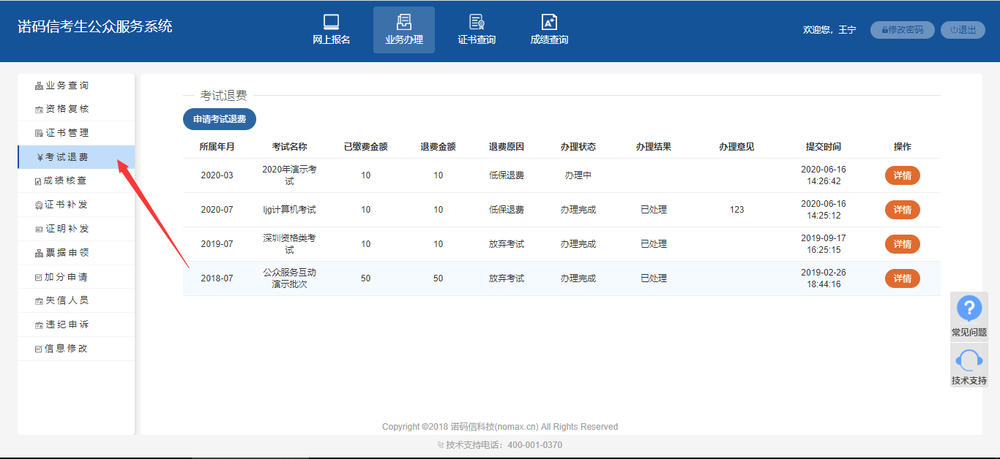 诺码信考生公众服务系统
网上报名
业务办理
证书查询
成绩查询
欢迎您，王宁
修改密码
退出
业务查询
资格复核
证书管理
¥考试退费
成绩核查
证书补发
证明补发
票据申领
加分申请
失信人员
违纪申诉
信息修改
考试退费
申请考试退费
所属年月 考试名称 已缴费金额 退费金额 退费原因 办理状态 办理结果 办理意见 提交时间 操作
2020-03 2020年演示考 10 10 低保退费 办理中 2020-06-16 详情
试 14:26:42
2020-07 ljg计算机考试 10 10 低保退费 办理完成 已处理 123 2020-06-16 详情
14:25:12
2019-07 深圳资格类考 10 10 放弃考试 办理完成 已处理 2019-09-17 详情
试 16:25:15
2018-07 公众服务互动 50 50 放弃考试 办理完成 已处理 2019-02-26 详情
演示批次 18:44:16
?
常见问题
技术支持
Copyright ©2018 诺码信科技(nomax.cn) All Rights Reserved
技术支持电话：400-001-0370